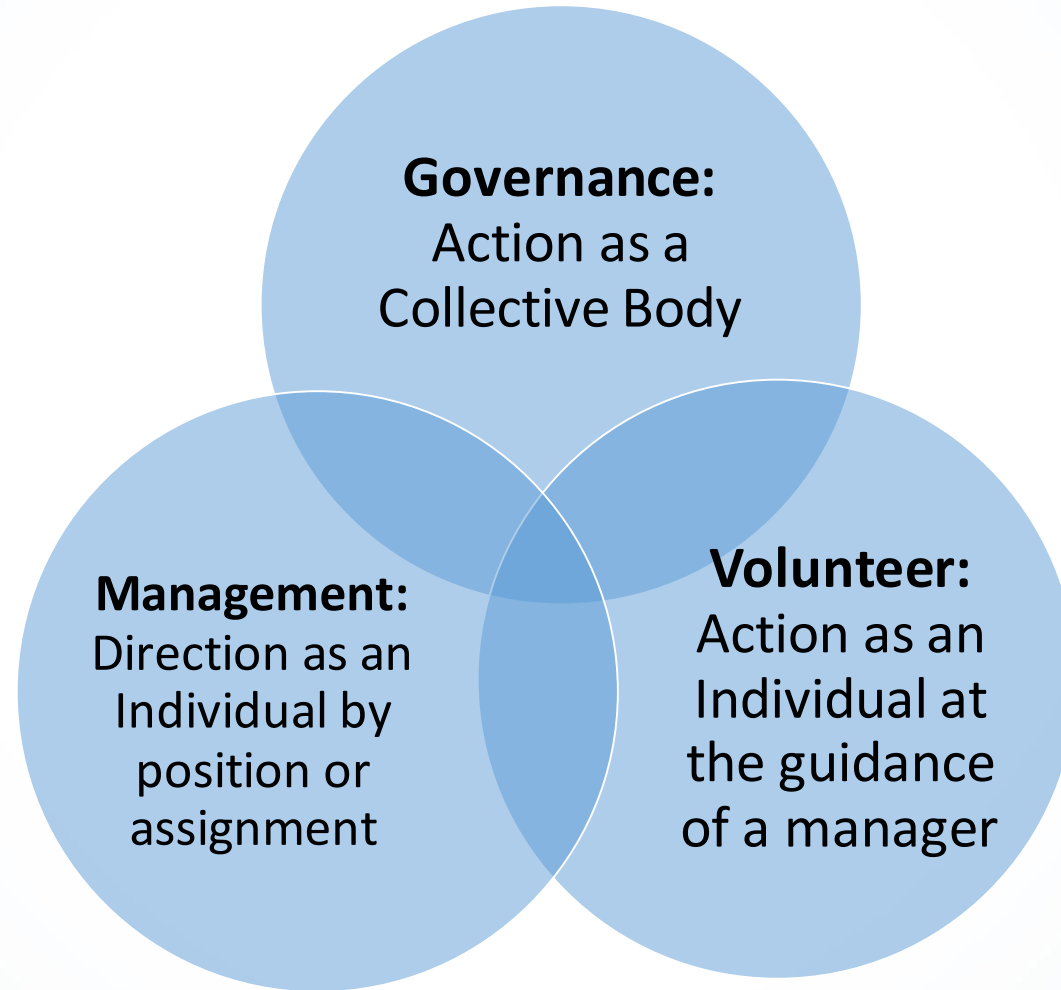 Governance:
Action as a
Collective Body
Management:
Direction as an
Individual by
position or
assignment
Volunteer:
Action as an
Individual at
the guidance
of a manager